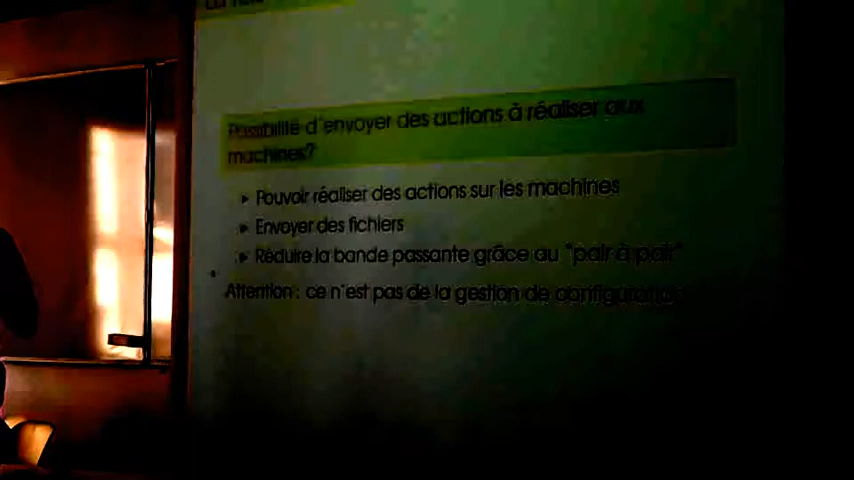 Possibilité d'envoyer des actions à réaliser aux
machines?
▸ Pouvoir réaliser des actions sur les machines
▸ Envoyer des fichiers
▸ Réduire la bande passante grâce au "pair à pair"
Attention : ce n'est pas de la gestion de configuration